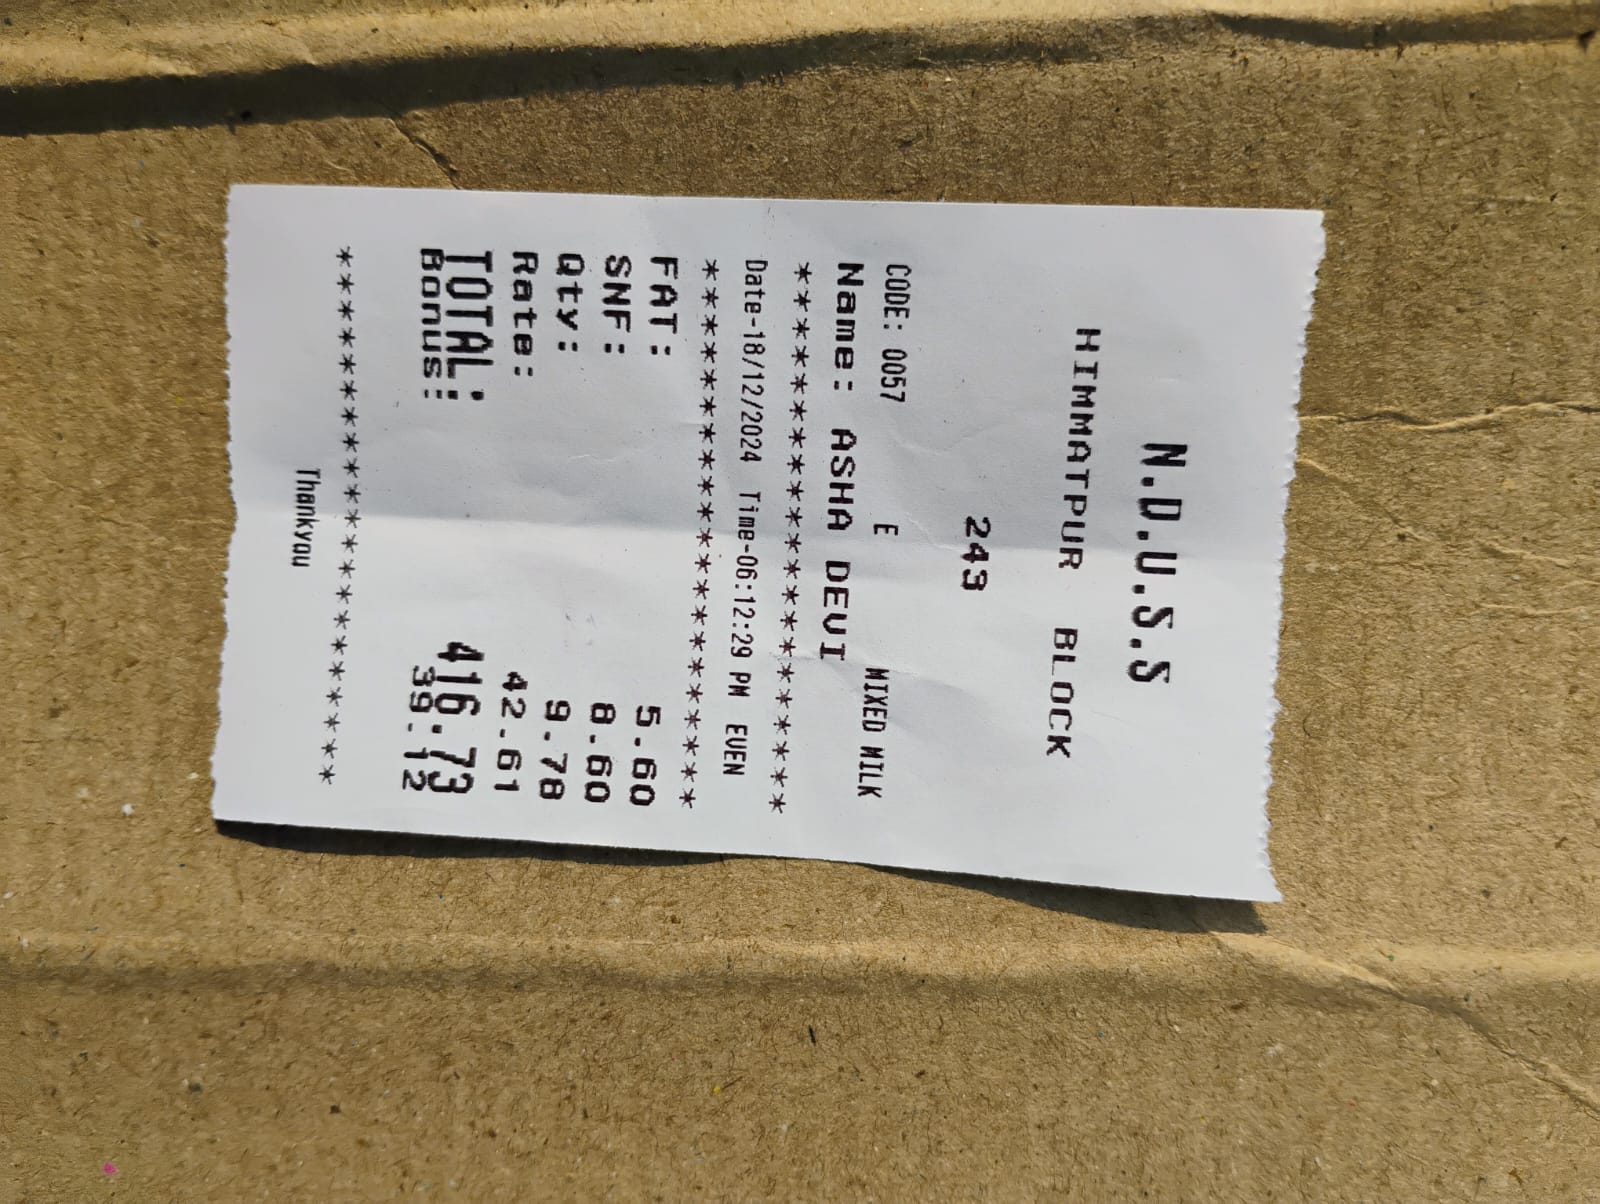 N.D.U.S.S
HIMMATPUR BLOCK
243
CODE: 0057 E MIXED MILK
Name: ASHA DEVI
*********************
Date-18/12/2024 Time-06:12:29 PM EVEN
*********************
FAT: 5.60
SNF: 8.60
Qty: 9.78
Rate: 42.61
TOTAL: 416.73
Bonus: 39.12
*********************
Thankyou